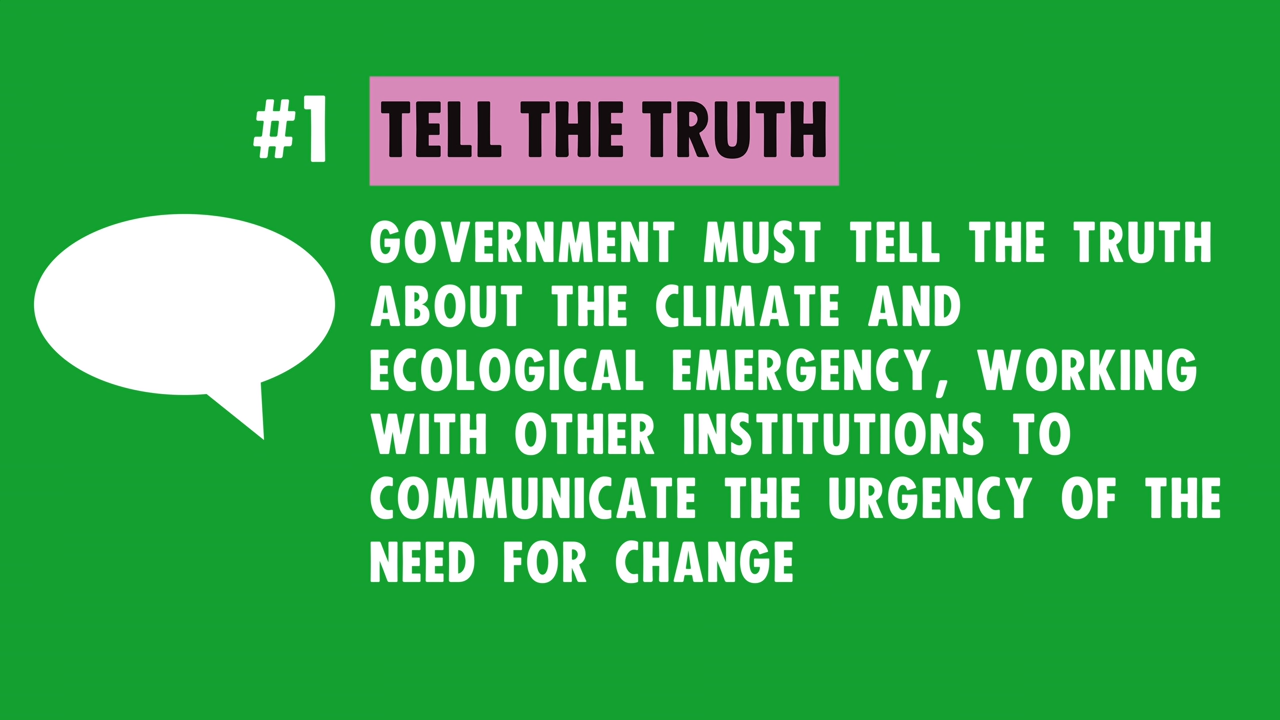 #1 TELL THE TRUTH
GOVERNMENT MUST TELL THE TRUTH
ABOUT THE CLIMATE AND
ECOLOGICAL EMERGENCY, WORKING
WITH OTHER INSTITUTIONS TO
COMMUNICATE THE URGENCY OF THE
NEED FOR CHANGE